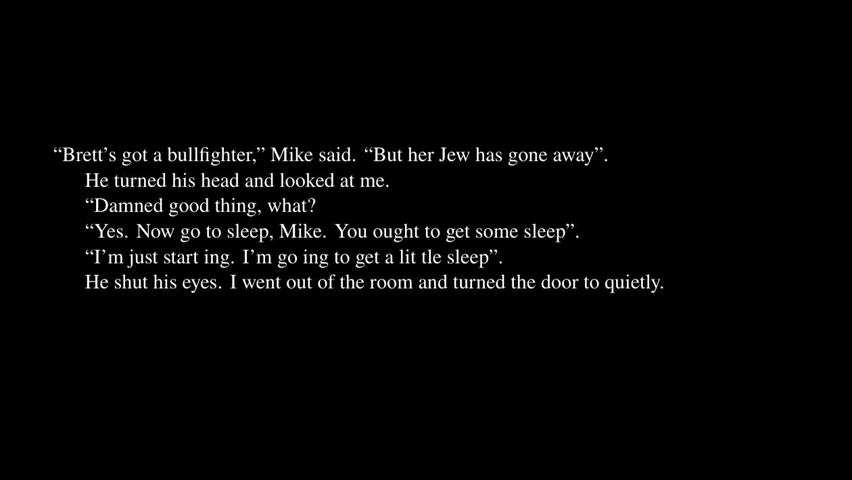 “Brett’s got a bullfighter,” Mike said. “But her Jew has gone away”.
He turned his head and looked at me.
“Damned good thing, what?
“Yes. Now go to sleep, Mike. You ought to get some sleep”.
“I’m just start ing. I’m go ing to get a lit tle sleep”.
He shut his eyes. I went out of the room and turned the door to quietly.